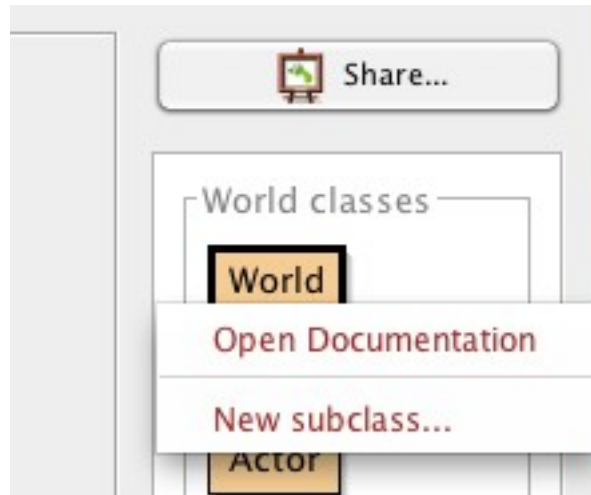 Share...
World classes
World
Open Documentation
New subclass...
Actor